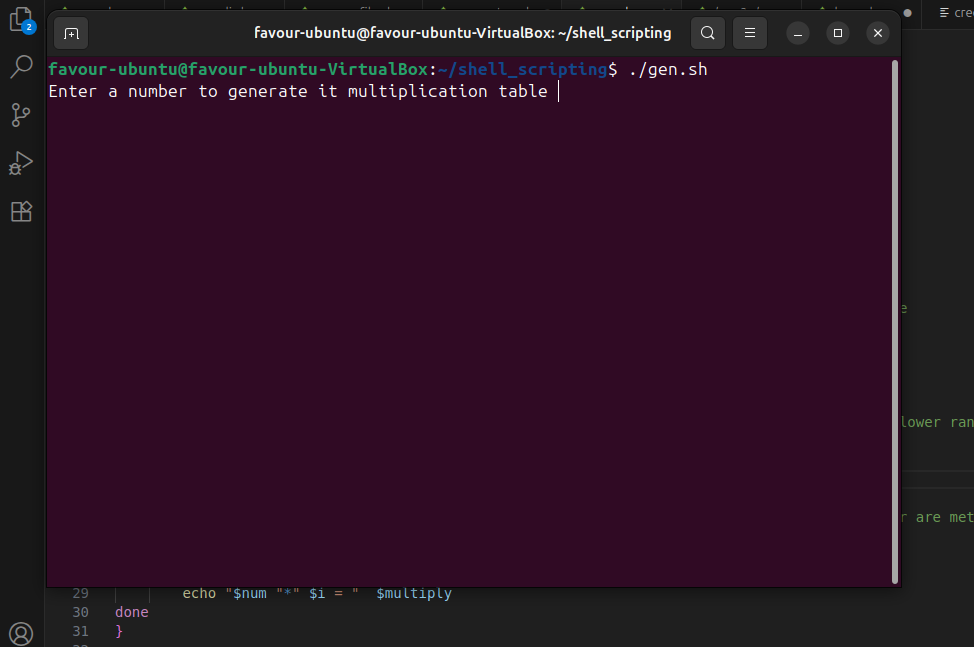 2
favour-ubuntu@favour-ubuntu-VirtualBox: ~/shell_scripting
cre
favour-ubuntu@favour-ubuntu-VirtualBox:~/shell_scripting$ ./gen.sh
Enter a number to generate it multiplication table
e
lower ran
r are met
29 echo "$num "*" $i = " $multiply
30 done
31 }